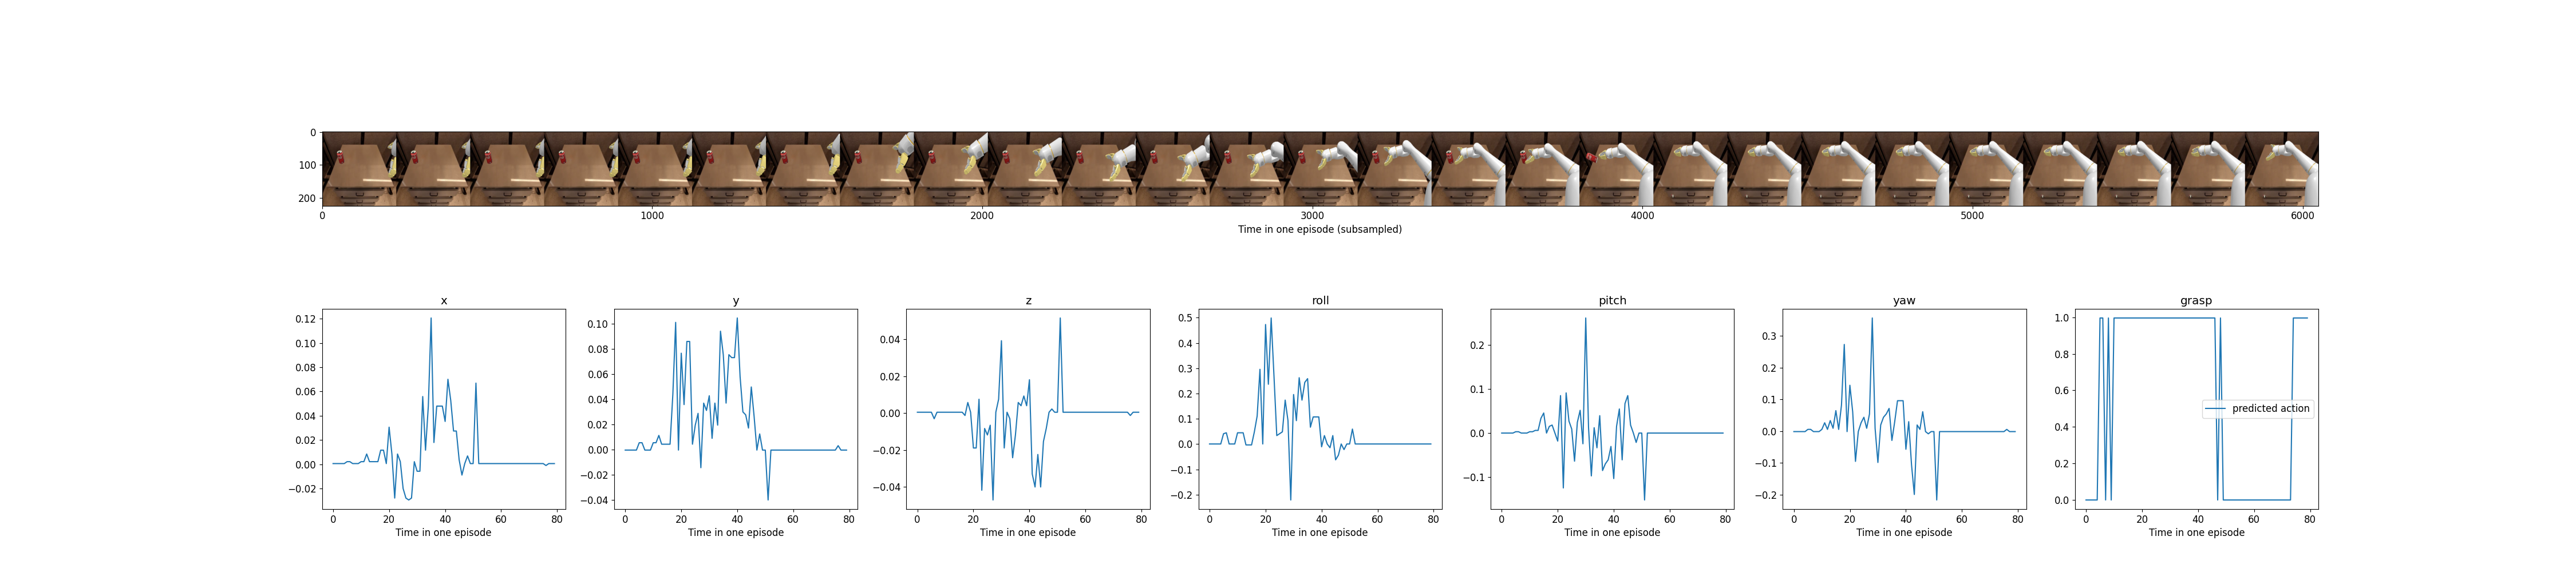 0
100
200
0 1000 2000 3000 4000 5000 6000
Time in one episode (subsampled)
x
0.12
0.10
0.08
0.06
0.04
0.02
0.00
−0.02
0 20 40 60 80
Time in one episode
y
0.10
0.08
0.06
0.04
0.02
0.00
−0.02
−0.04
0 20 40 60 80
Time in one episode
z
0.04
0.02
0.00
−0.02
−0.04
0 20 40 60 80
Time in one episode
roll
0.5
0.4
0.3
0.2
0.1
0.0
−0.1
−0.2
0 20 40 60 80
Time in one episode
pitch
0.2
0.1
0.0
−0.1
0 20 40 60 80
Time in one episode
yaw
0.3
0.2
0.1
0.0
−0.1
−0.2
0 20 40 60 80
Time in one episode
grasp
1.0
0.8
0.6
0.4
0.2
0.0
predicted action
0 20 40 60 80
Time in one episode